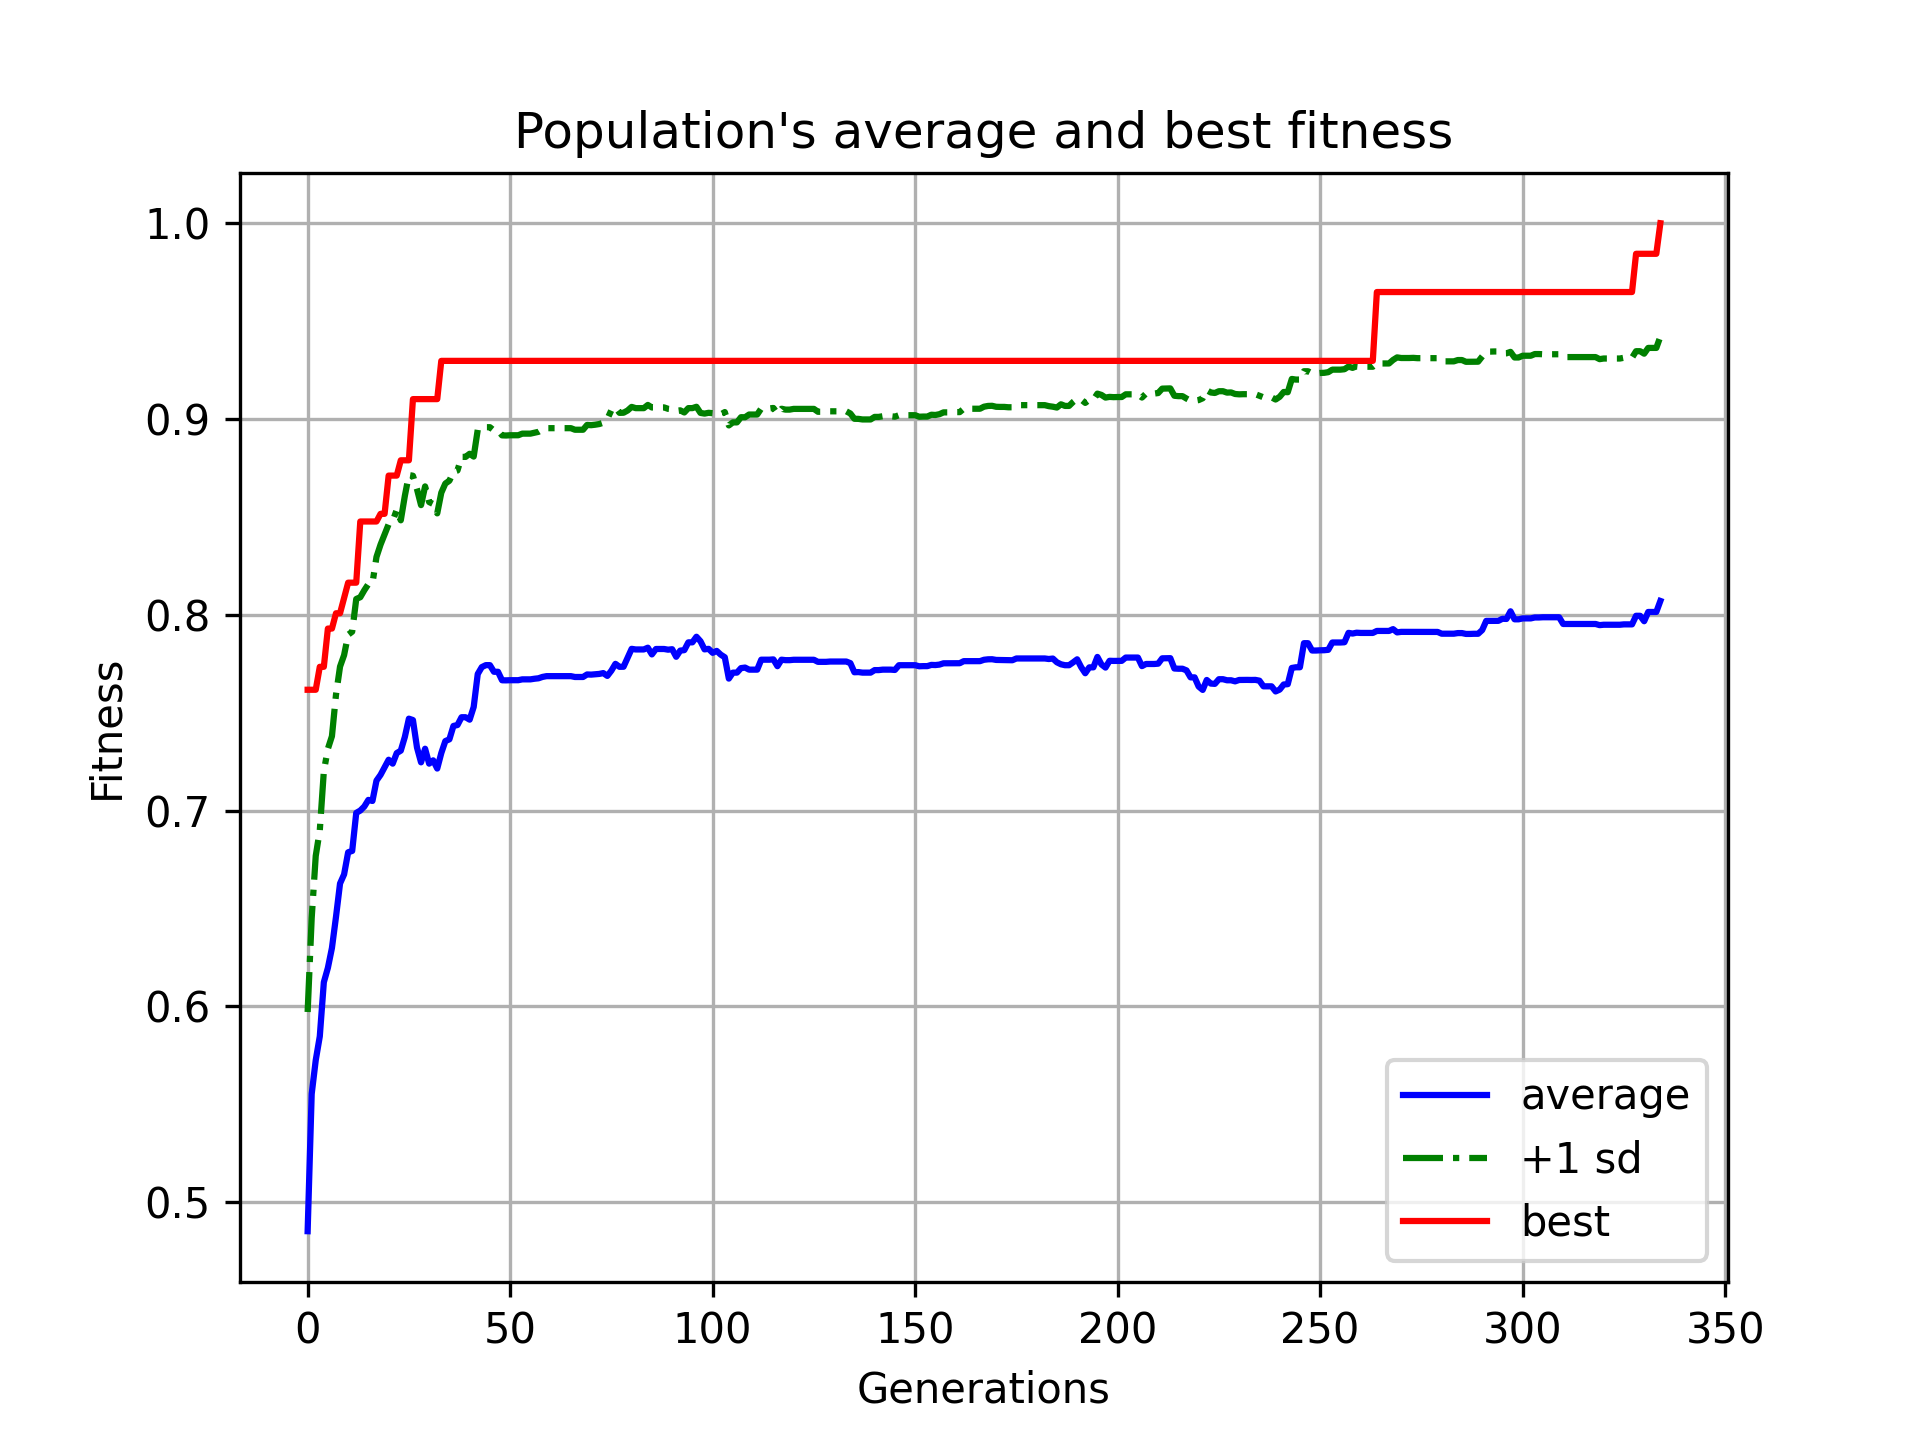 Population's average and best fitness
1.0
0.9
0.8
0.7
0.6
0.5
Fitness
average
+1 sd
best
0 50 100 150 200 250 300 350
Generations